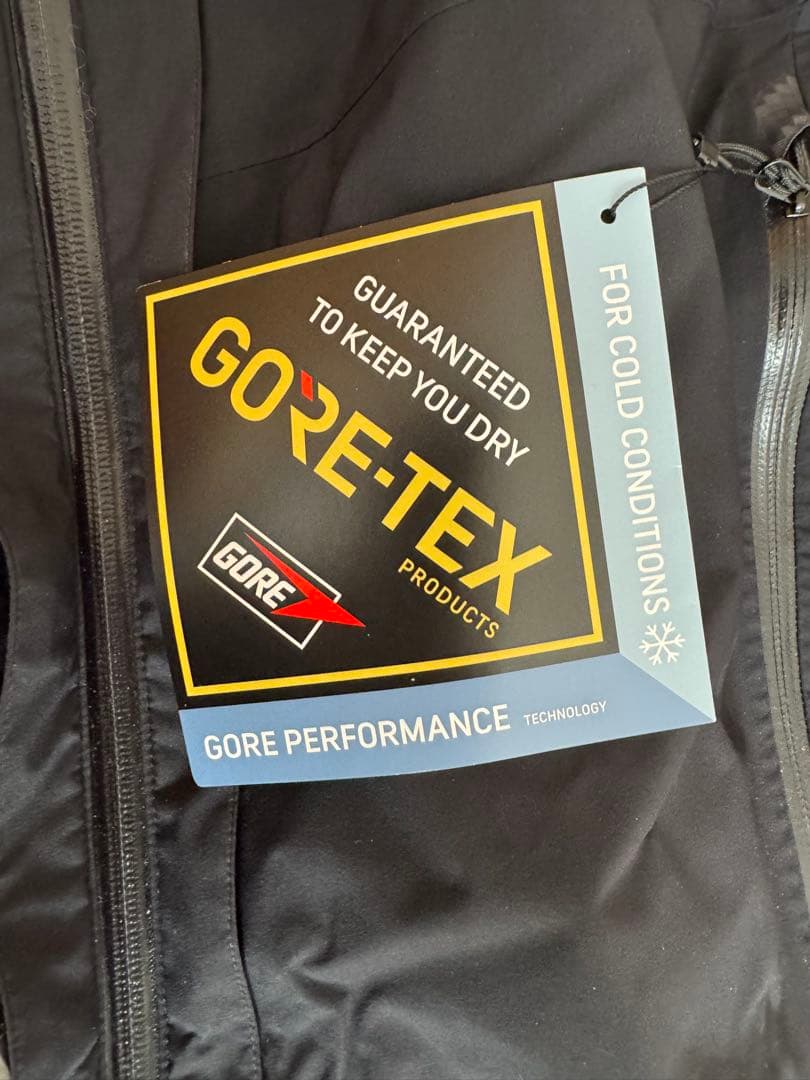 GUARANTEED
TO KEEP YOU DRY
GORE-TEX
PRODUCTS
GORE
FOR COLD CONDITIONS
GORE PERFORMANCE TECHNOLOGY